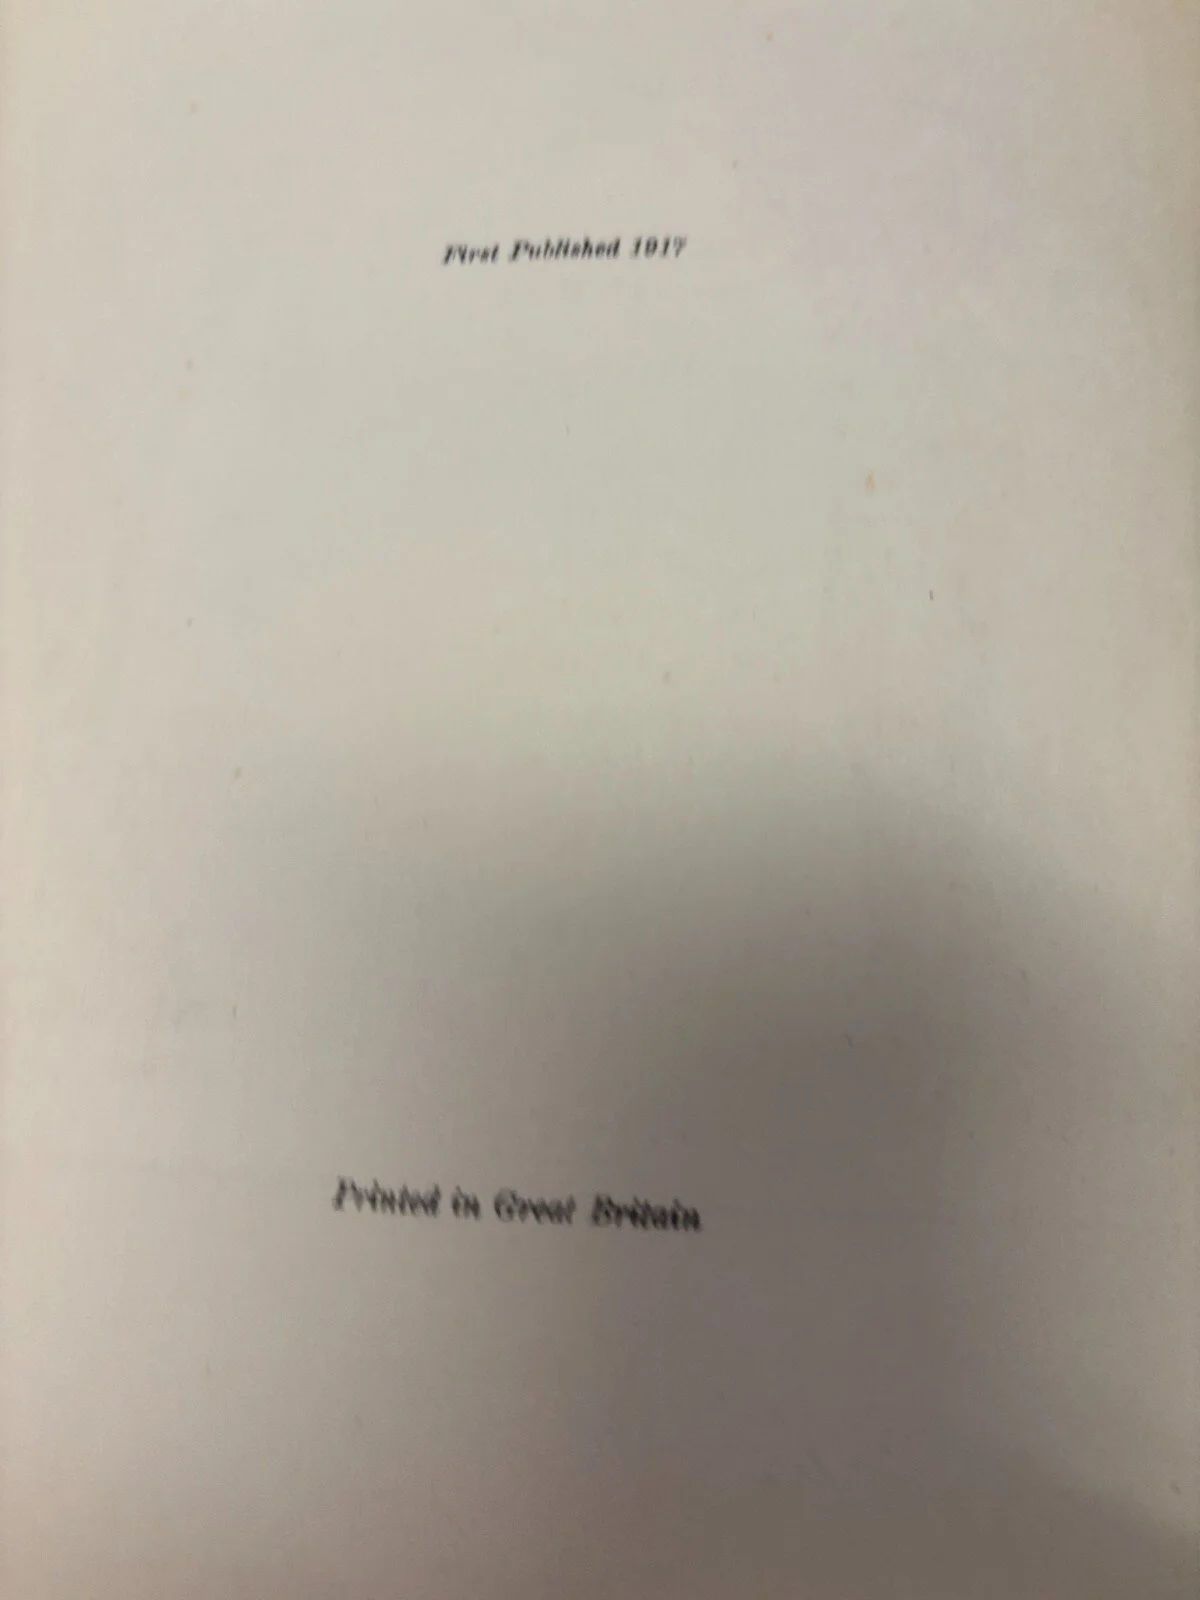 First Published 1917
Printed in Great Britain